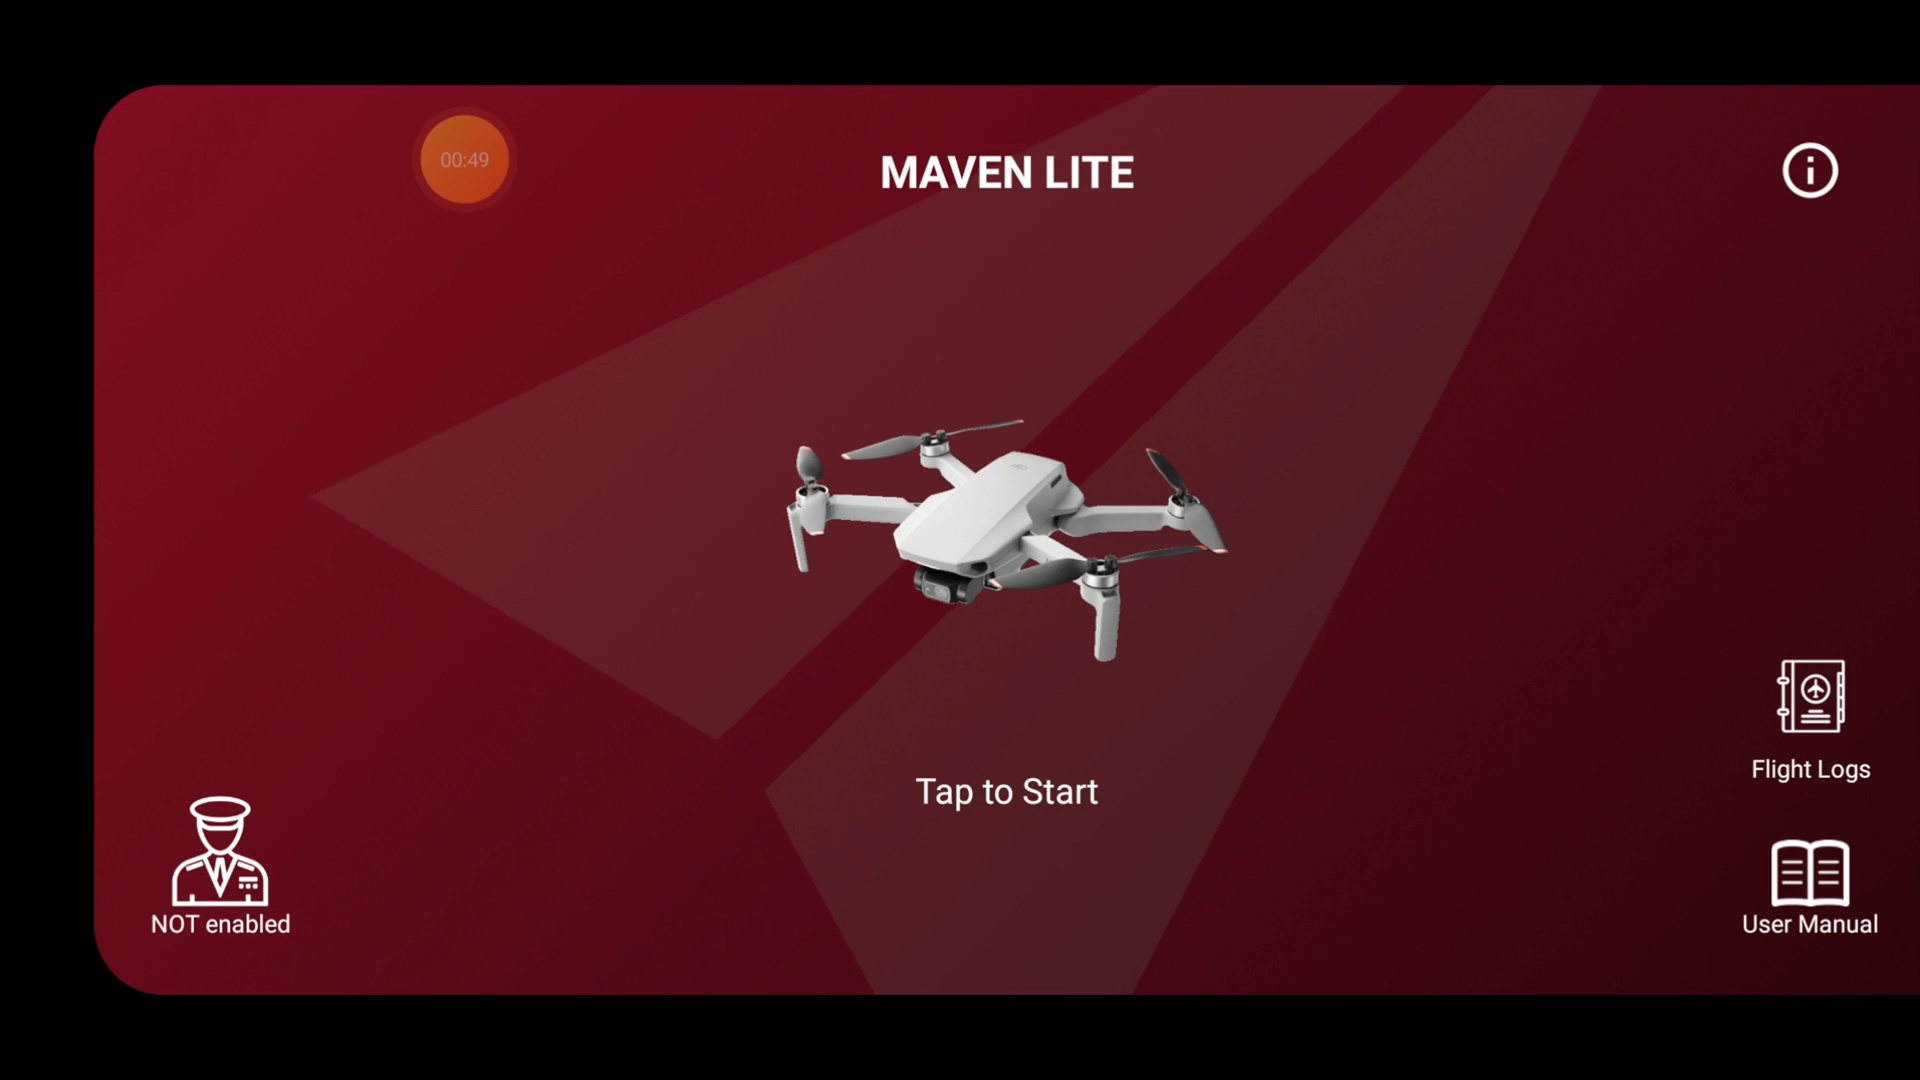 00:49
MAVEN LITE
Tap to Start
Flight Logs
NOT enabled
User Manual